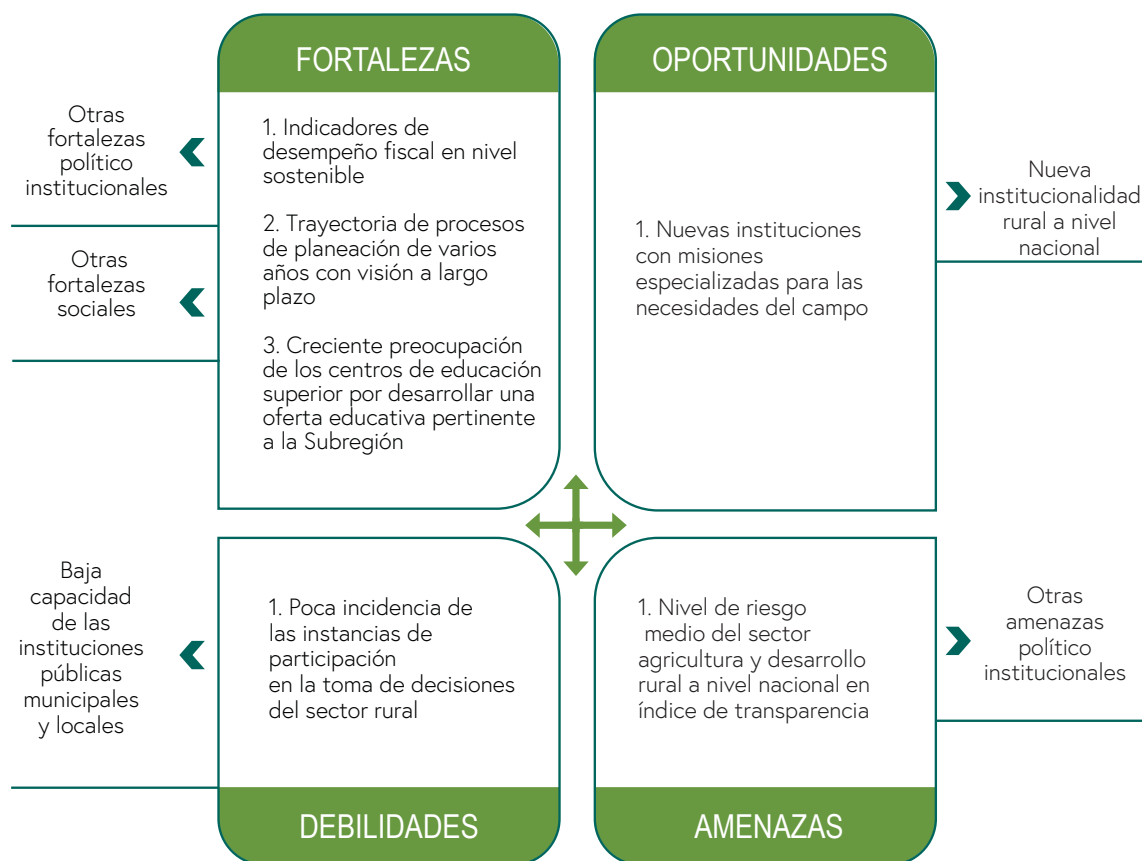 FORTALEZAS
Otras
fortalezas
político
institucionales
Otras
fortalezas
sociales
1. Indicadores de
desempeño fiscal en nivel
sostenible
2. Trayectoria de procesos
de planeación de varios
años con visión a largo
plazo
3. Creciente preocupación
de los centros de educación
superior por desarrollar una
oferta educativa pertinente
a la Subregión
OPORTUNIDADES
1. Nuevas instituciones
con misiones
especializadas para las
necesidades del campo
Nueva
institucionalidad
rural a nivel
nacional
Baja
capacidad
de las
instituciones
públicas
municipales
y locales
1. Poca incidencia de
las instancias de
participación
en la toma de decisiones
del sector rural
DEBILIDADES
1. Nivel de riesgo
medio del sector
agricultura y desarrollo
rural a nivel nacional en
índice de transparencia
AMENAZAS
Otras
amenazas
político
institucionales